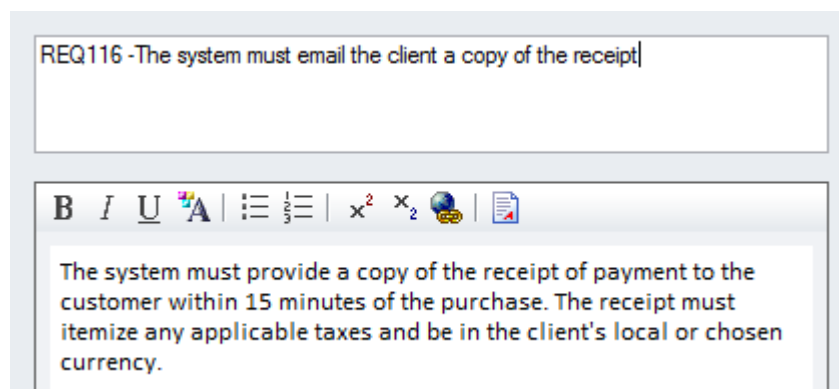 REQ116 -The system must email the client a copy of the receipt
B I U A x² x₂
The system must provide a copy of the receipt of payment to the
customer within 15 minutes of the purchase. The receipt must
itemize any applicable taxes and be in the client's local or chosen
currency.